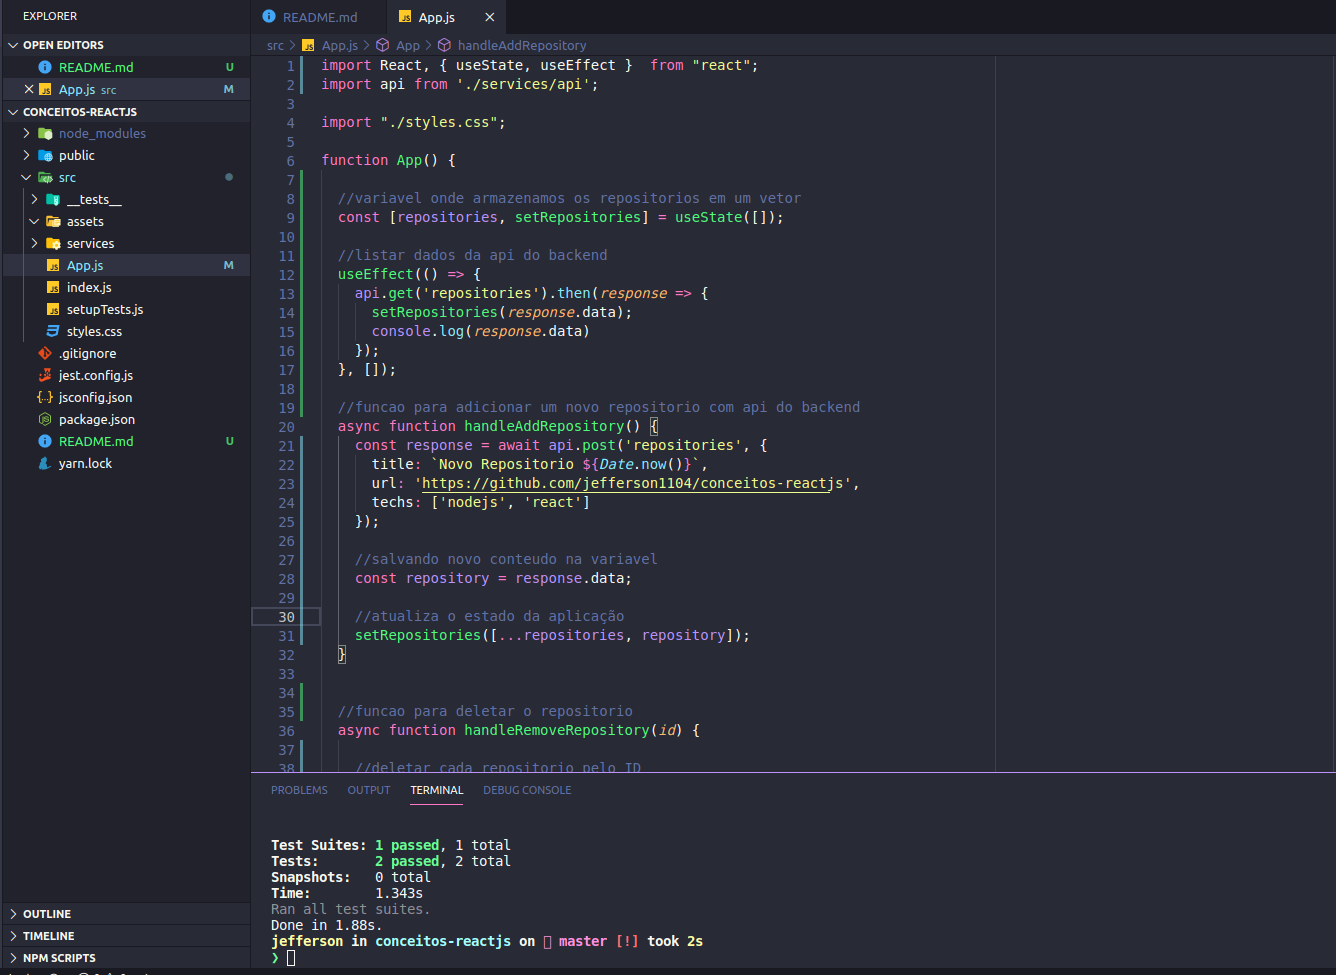 EXPLORER
OPEN EDITORS
README.md U
App.js src M
CONCEITOS-REACTJS
node_modules
public
src
__tests__
assets
services
App.js M
index.js
setupTests.js
styles.css
.gitignore
jest.config.js
jsconfig.json
package.json
README.md U
yarn.lock
OUTLINE
TIMELINE
NPM SCRIPTS
README.md App.js
src > App.js > App > handleAddRepository
1 import React, { useState, useEffect }  from "react";
2 import api from './services/api';
3
4 import "./styles.css";
5
6 function App() {
7
8 //variavel onde armazenamos os repositorios em um vetor
9 const [repositories, setRepositories] = useState([]);
10
11 //listar dados da api do backend
12 useEffect(() => {
13 api.get('repositories').then(response => {
14 setRepositories(response.data);
15 console.log(response.data)
16 });
17 }, []);
18
19 //funcao para adicionar um novo repositorio com api do backend
20 async function handleAddRepository() {
21 const response = await api.post('repositories', {
22 title: `Novo Repositorio ${Date.now()}`,
23 url: 'https://github.com/jefferson1104/conceitos-reactjs',
24 techs: ['nodejs', 'react']
25 });
26
27 //salvando novo conteudo na variavel
28 const repository = response.data;
29
30 //atualiza o estado da aplicação
31 setRepositories([...repositories, repository]);
32 }
33
34
35 //funcao para deletar o repositorio
36 async function handleRemoveRepository(id) {
37
38 //deletar cada repositorio pelo ID
PROBLEMS OUTPUT TERMINAL DEBUG CONSOLE
Test Suites: 1 passed, 1 total
Tests: 2 passed, 2 total
Snapshots: 0 total
Time: 1.343s
Ran all test suites.
Done in 1.88s.
jefferson in conceitos-reactjs on master [!] took 2s
❯